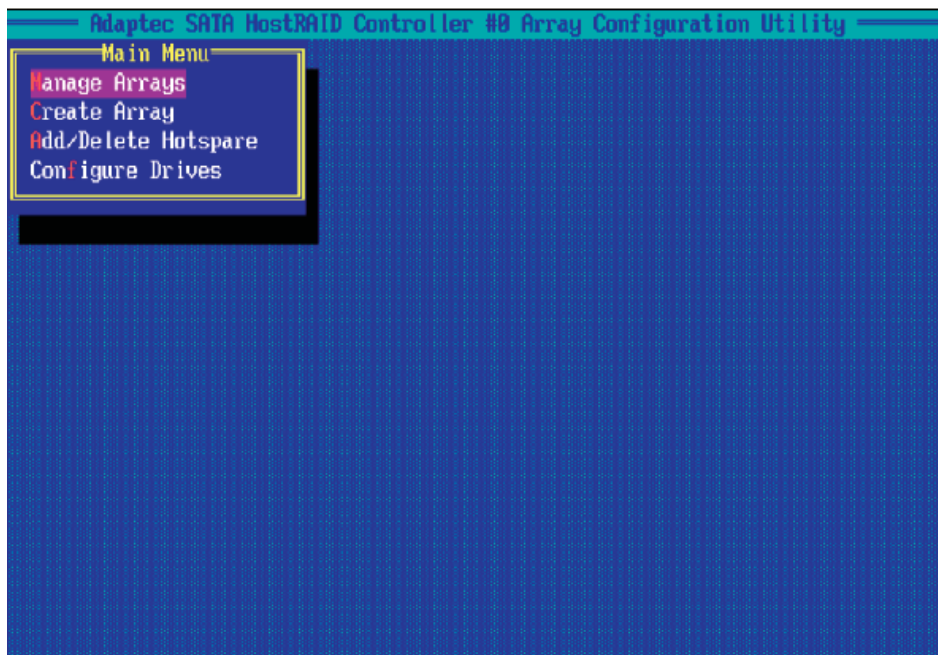 Adaptec SATA HostRAID Controller #0 Array Configuration Utility
Main Menu
Manage Arrays
Create Array
Add/Delete Hotspare
Configure Drives